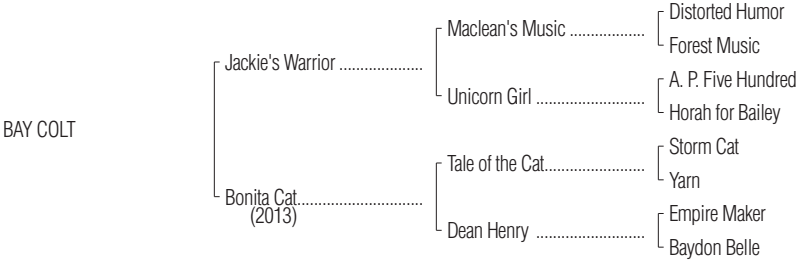 Distorted Humor
Maclean's Music ......................
Forest Music
Jackie's Warrior ........................
A. P. Five Hundred
Unicorn Girl ................................
Horah for Bailey
BAY COLT
Storm Cat
Tale of the Cat.............................
Yarn
Bonita Cat....................................
(2013)
Empire Maker
Dean Henry ................................
Baydon Belle